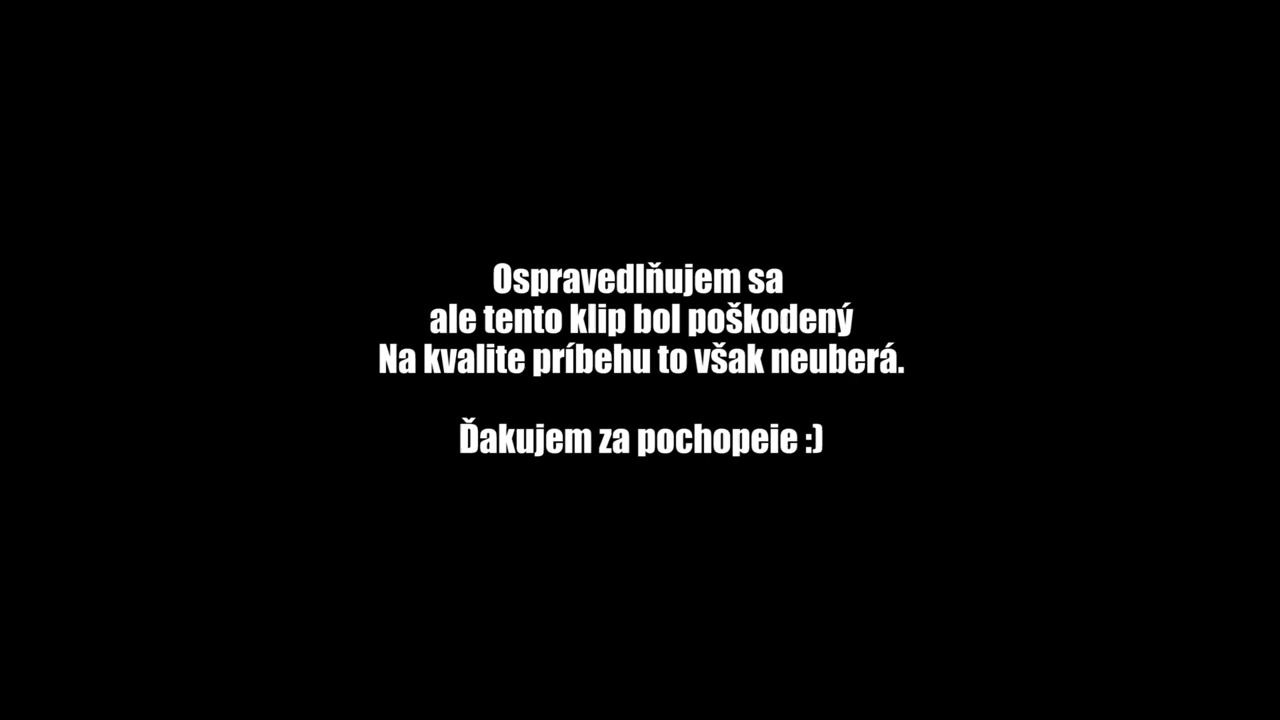 Ospravedlňujem sa
ale tento klip bol poškodený
Na kvalite príbehu to však neuberá.
Ďakujem za pochopeie :)